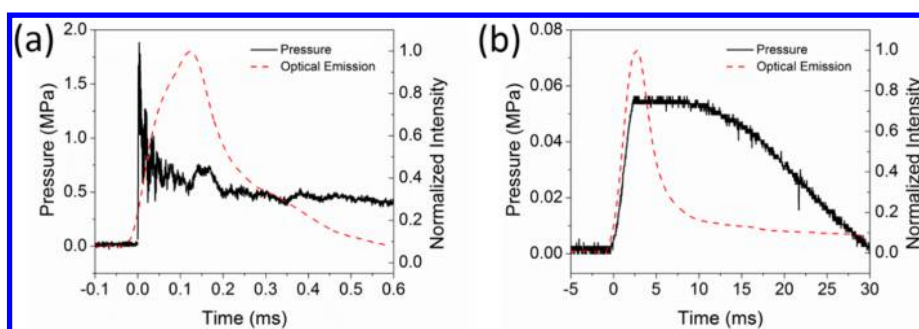 (a)
Pressure (MPa)
2.0
1.5
1.0
0.5
0.0
Pressure
Optical Emission
1.0
0.8
0.6
0.4
0.2
0.0
Normalized Intensity
-0.1 0.0 0.1 0.2 0.3 0.4 0.5 0.6
Time (ms)
(b)
Pressure (MPa)
0.08
0.06
0.04
0.02
0.00
Pressure
Optical Emission
1.0
0.8
0.6
0.4
0.2
0.0
Normalized Intensity
-5 0 5 10 15 20 25 30
Time (ms)